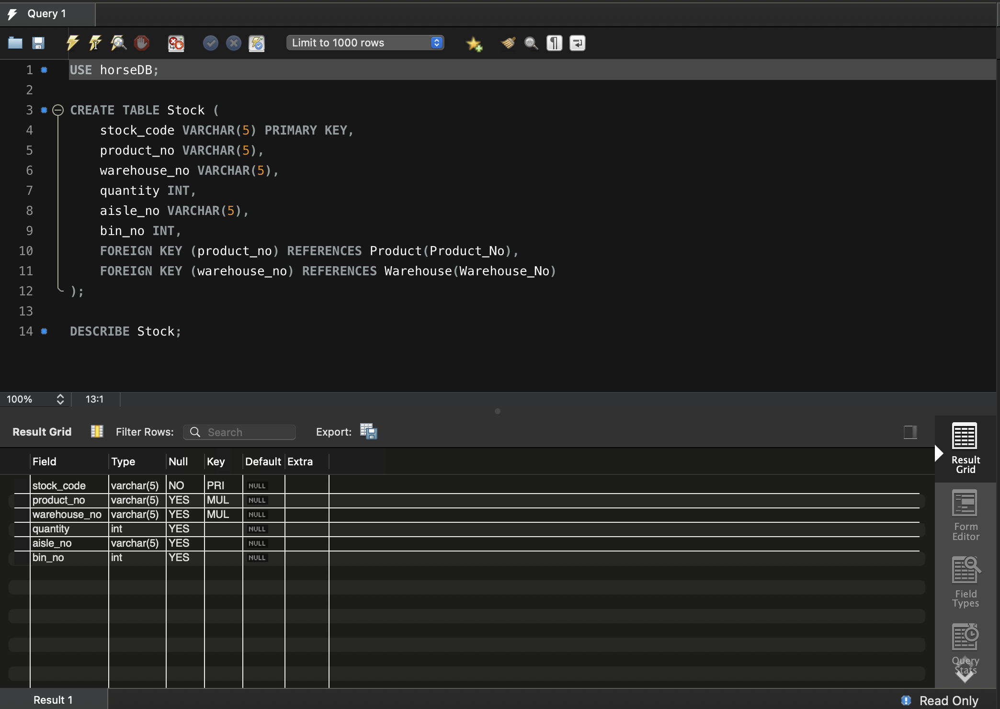 Query 1
Limit to 1000 rows
1 USE horseDB;
2
3 CREATE TABLE Stock (
4 stock_code VARCHAR(5) PRIMARY KEY,
5 product_no VARCHAR(5),
6 warehouse_no VARCHAR(5),
7 quantity INT,
8 aisle_no VARCHAR(5),
9 bin_no INT,
10 FOREIGN KEY (product_no) REFERENCES Product(Product_No),
11 FOREIGN KEY (warehouse_no) REFERENCES Warehouse(Warehouse_No)
12 );
13
14 DESCRIBE Stock;
100% 13:1
Result Grid Filter Rows: Search Export:
Field Type Null Key Default Extra
stock_code varchar(5) NO PRI NULL
product_no varchar(5) YES MUL NULL
warehouse_no varchar(5) YES MUL NULL
quantity int YES NULL
aisle_no varchar(5) YES NULL
bin_no int YES NULL
Result
Grid
Form
Editor
Field
Types
Query
Stats
Result 1
Read Only